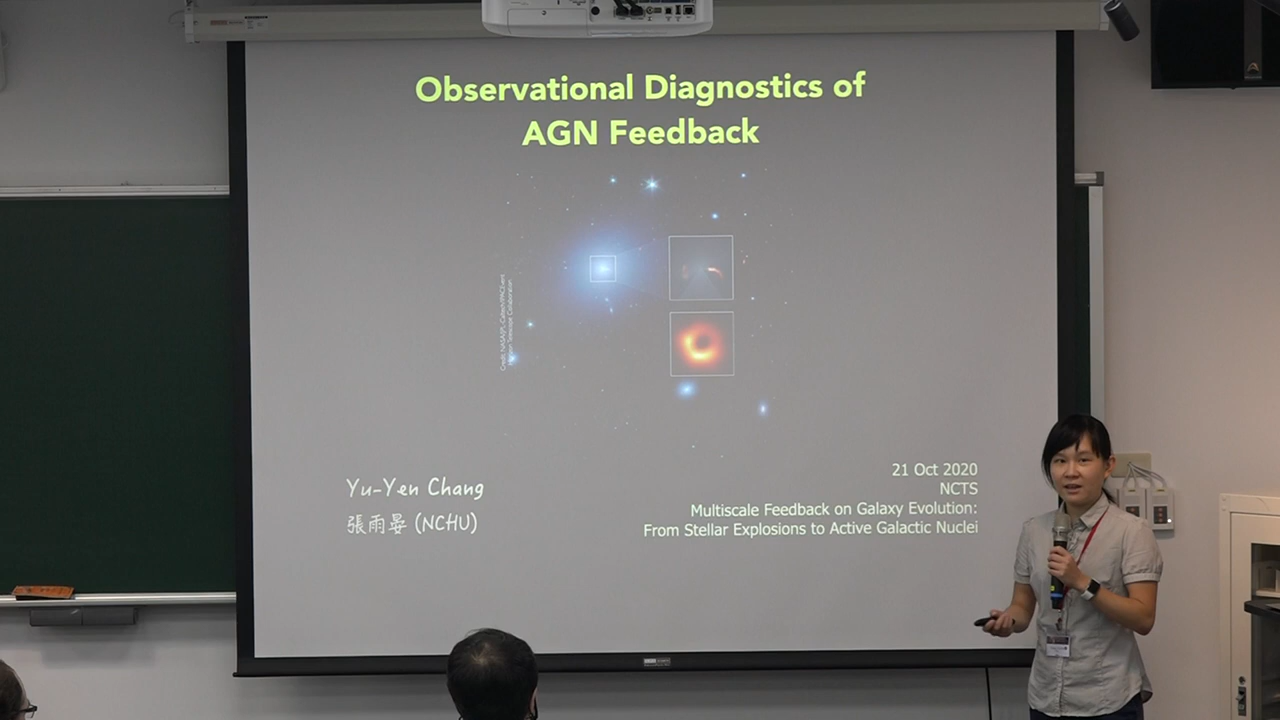 Observational Diagnostics of
AGN Feedback
Yu-Yen Chang
張雨晏 (NCHU)
21 Oct 2020
NCTS
Multiscale Feedback on Galaxy Evolution:
From Stellar Explosions to Active Galactic Nuclei